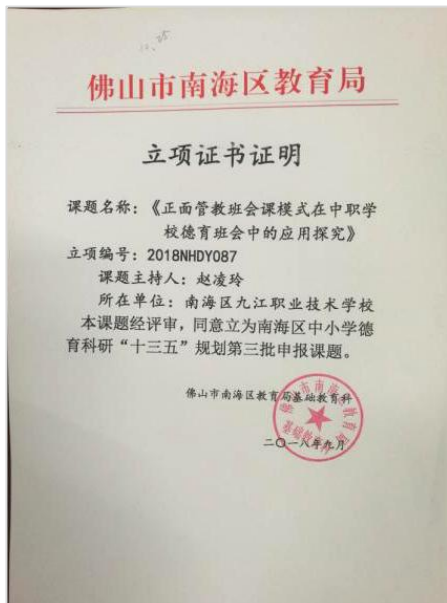 10.25
佛山市南海区教育局
立项证书证明
课题名称：《正面管教班会课模式在中职学
校德育班会中的应用探究》
立项编号：2018NHDY087
课题主持人：赵凌玲
所在单位：南海区九江职业技术学校
本课题经评审，同意立为南海区中小学德
育科研“十三五”规划第三批申报课题。
佛山市南海区教育局基础教育科
二〇一八年九月